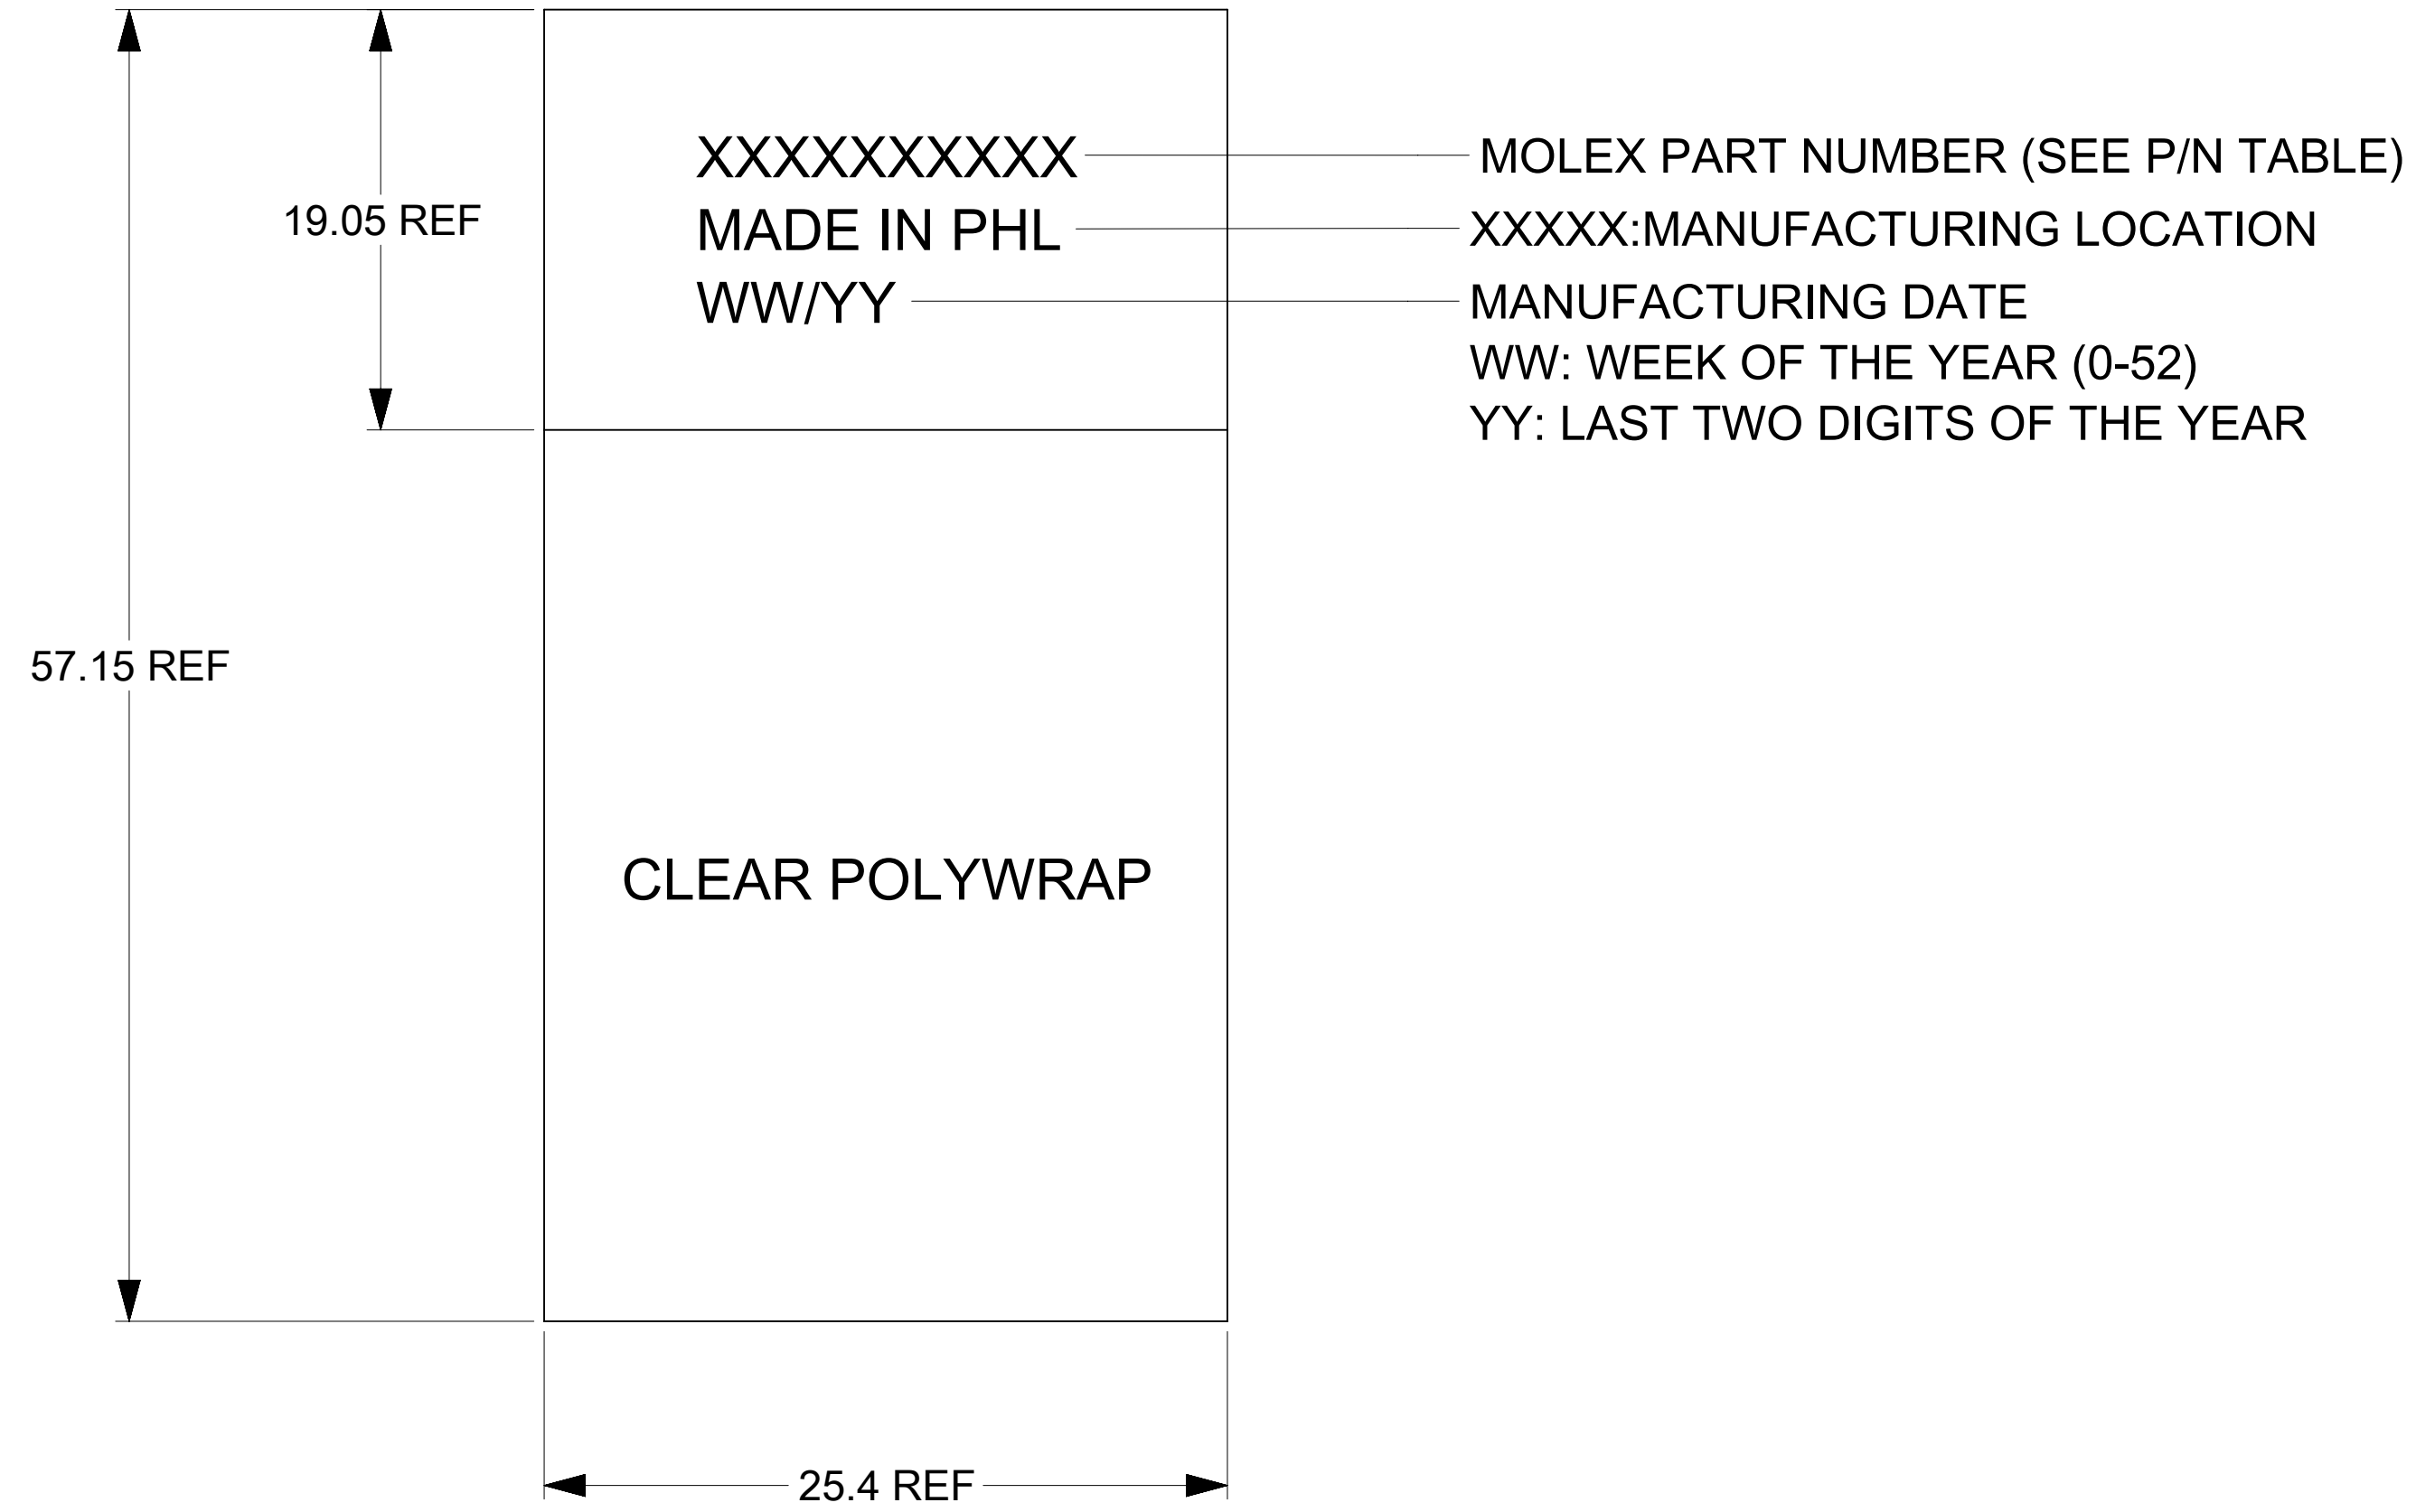 XXXXXXXXXX
MOLEX PART NUMBER (SEE P/N TABLE)
19.05 REF
MADE IN PHL
XXXXX:MANUFACTURING LOCATION
WW/YY
MANUFACTURING DATE
WW: WEEK OF THE YEAR (0-52)
YY: LAST TWO DIGITS OF THE YEAR
57.15 REF
CLEAR POLYWRAP
25.4 REF